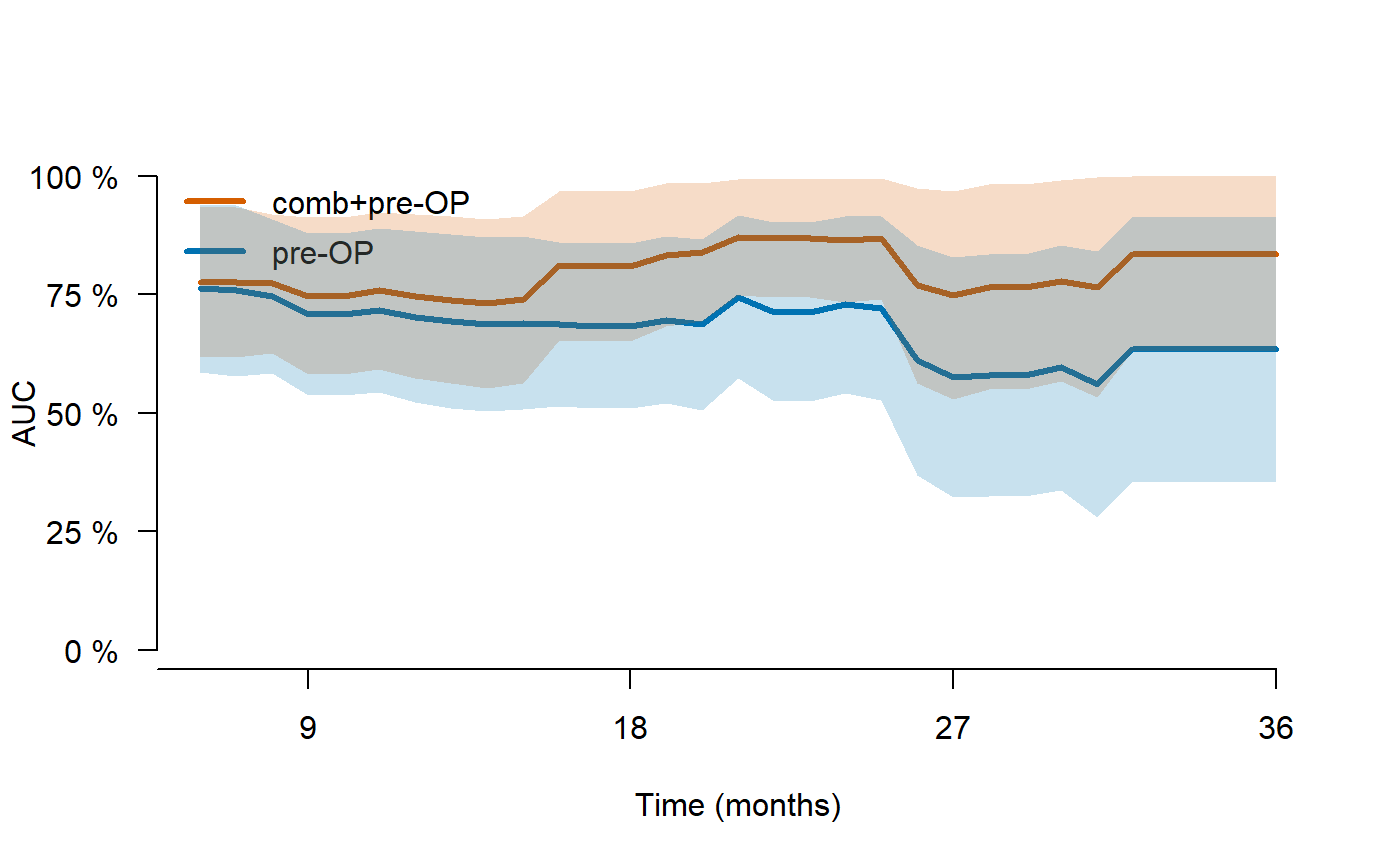 100 %
75 %
50 %
25 %
0 %
AUC
comb+pre-OP
pre-OP
9 18 27 36
Time (months)